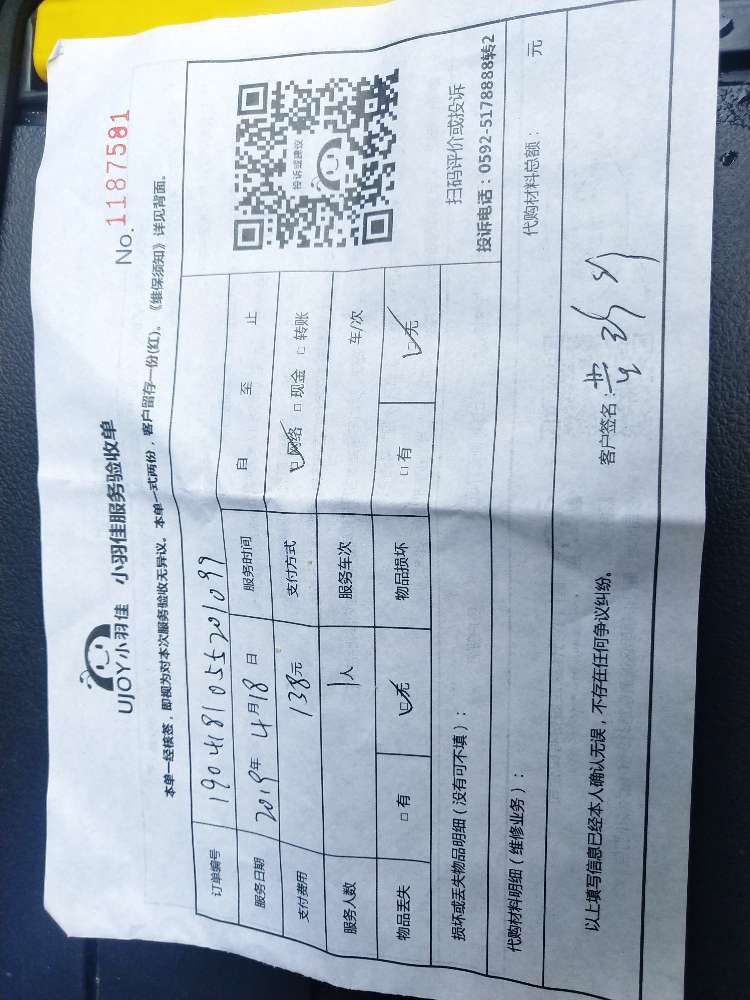 UJOY小羽佳 小羽佳服务验收单
No.1187581
本单一经核签，即视为对本次服务验收无异议。本单一式两份，客户留存一份(红)。《维保须知》详见背面。
订单编号 1904181055201099
服务日期 2019年 4月18日 服务时间 自 至 止
支付费用 138元 支付方式 ☑网络 □现金 □转账
服务人数 1人 服务车次 车/次
物品丢失 □有 ☑无 物品损坏 □有 ☑无
投诉或建议
扫码评价或投诉
投诉电话：0592-5178888转2
损坏或丢失物品明细（没有可不填）：
代购材料明细（维修业务）： 代购材料总额： 元
以上填写信息已经本人确认无误，不存在任何争议纠纷。 客户签名：